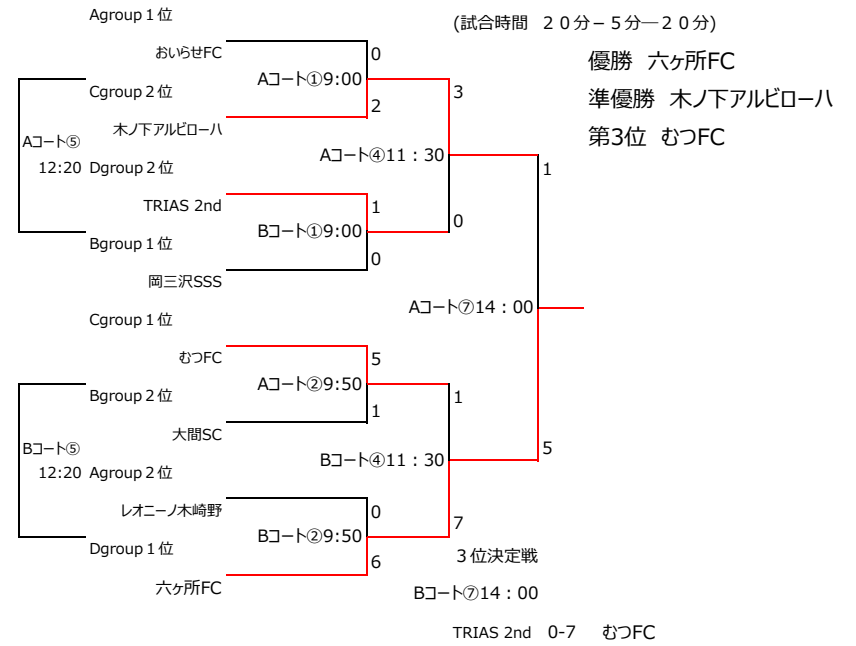 Agroup１位
(試合時間　２０分－５分―２０分)
おいらせFC
0
優勝　六ヶ所FC
Aコート①9:00
Cgroup２位
3
2
準優勝　木ノ下アルビローハ
木ノ下アルビローハ
第3位　むつFC
Aコート⑤
12:20
Aコート④11：30
Dgroup２位
1
TRIAS 2nd
1
0
Bコート①9:00
Bgroup１位
0
岡三沢SSS
Aコート⑦14：00
Cgroup１位
むつFC
5
Aコート②9:50
Bgroup２位
1
1
大間SC
Bコート⑤
12:20
Bコート④11：30
5
Agroup２位
レオニーノ木崎野
0
7
Bコート②9:50
Dgroup１位
6
３位決定戦
六ヶ所FC
Bコート⑦14：00
TRIAS 2nd　0-7　むつFC